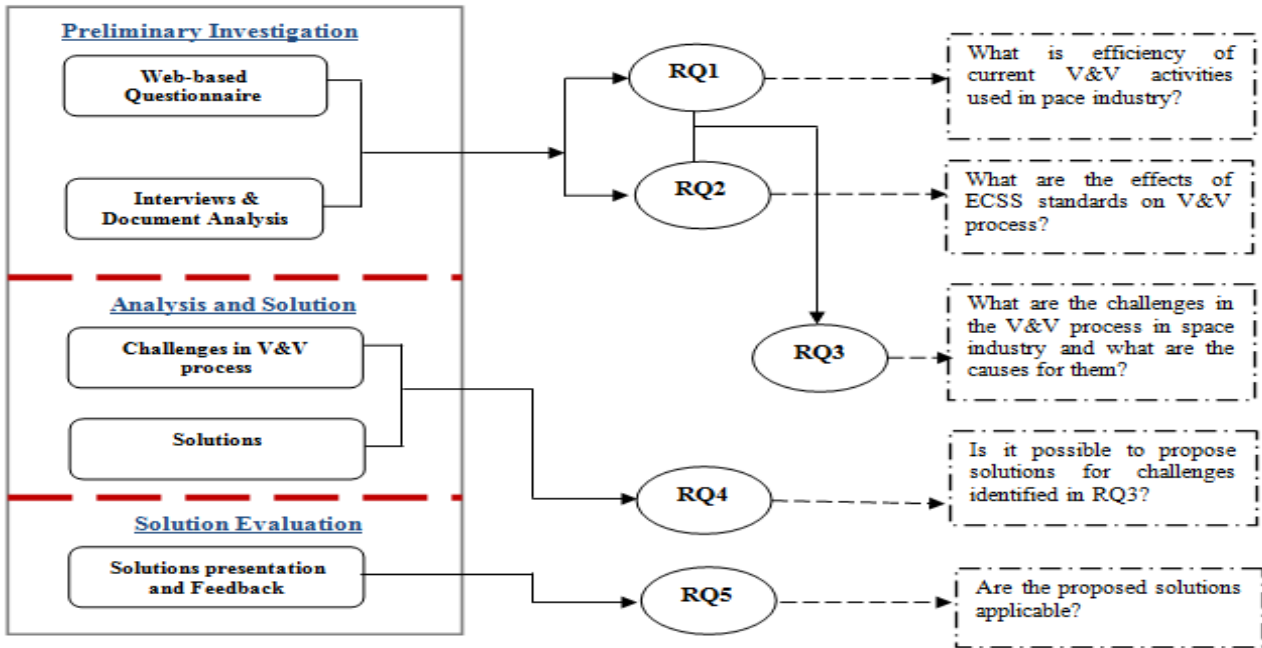 Preliminary Investigation
Web-based
Questionnaire
Interviews &
Document Analysis
Analysis and Solution
Challenges in V&V
process
Solutions
Solution Evaluation
Solutions presentation
and Feedback
RQ1
RQ2
RQ3
RQ4
RQ5
What is efficiency of
current V&V activities
used in pace industry?
What are the effects of
ECSS standards on V&V
process?
What are the challenges in
the V&V process in space
industry and what are the
causes for them?
Is it possible to propose
solutions for challenges
identified in RQ3?
Are the proposed solutions
applicable?